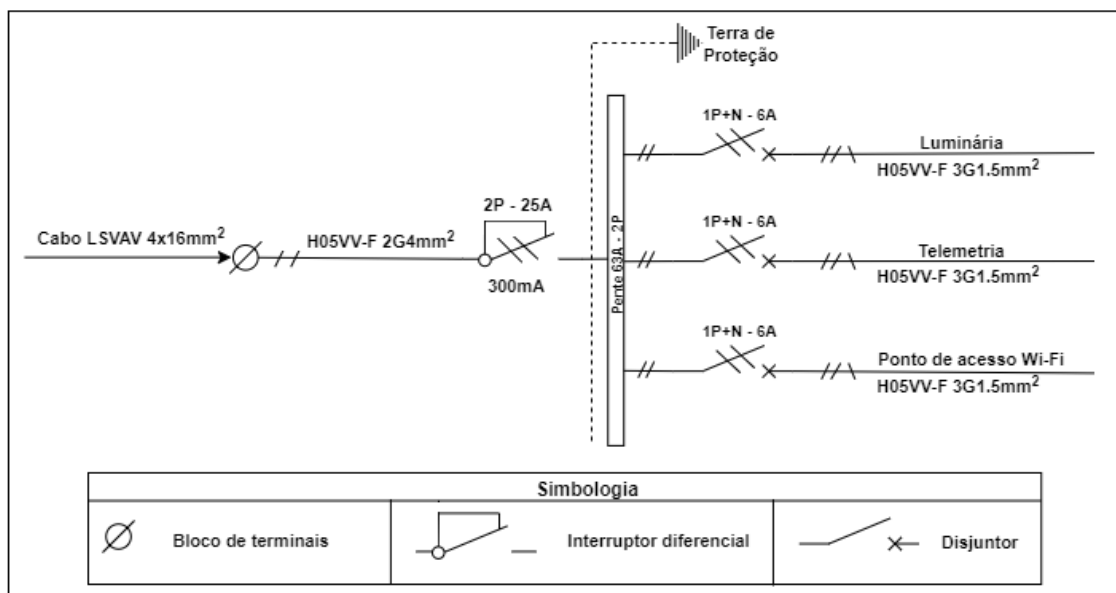 Terra de
Proteção
1P+N - 6A
Luminária
H05VV-F 3G1.5mm²
2P - 25A
Cabo LSVAV 4x16mm²
H05VV-F 2G4mm²
300mA
Pente 63A - 2P
1P+N - 6A
Telemetria
H05VV-F 3G1.5mm²
1P+N - 6A
Ponto de acesso Wi-Fi
H05VV-F 3G1.5mm²
Simbologia
Bloco de terminais
Interruptor diferencial
Disjuntor